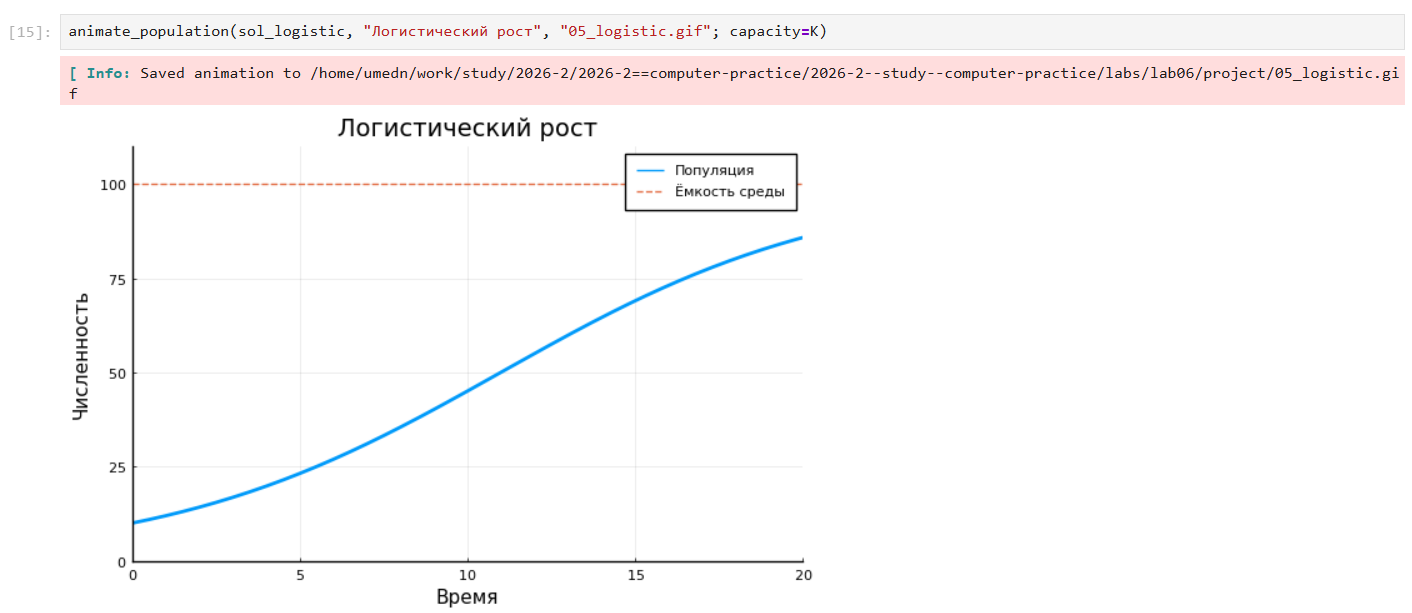 [15]: animate_population(sol_logistic, "Логистический рост", "05_logistic.gif"; capacity=K)
[ Info: Saved animation to /home/umedn/work/study/2026-2/2026-2==computer-practice/2026-2--study--computer-practice/labs/lab06/project/05_logistic.gi
f
Логистический рост
Популяция
Ёмкость среды
100
75
50
25
0
Численность
0 5 10 15 20
Время